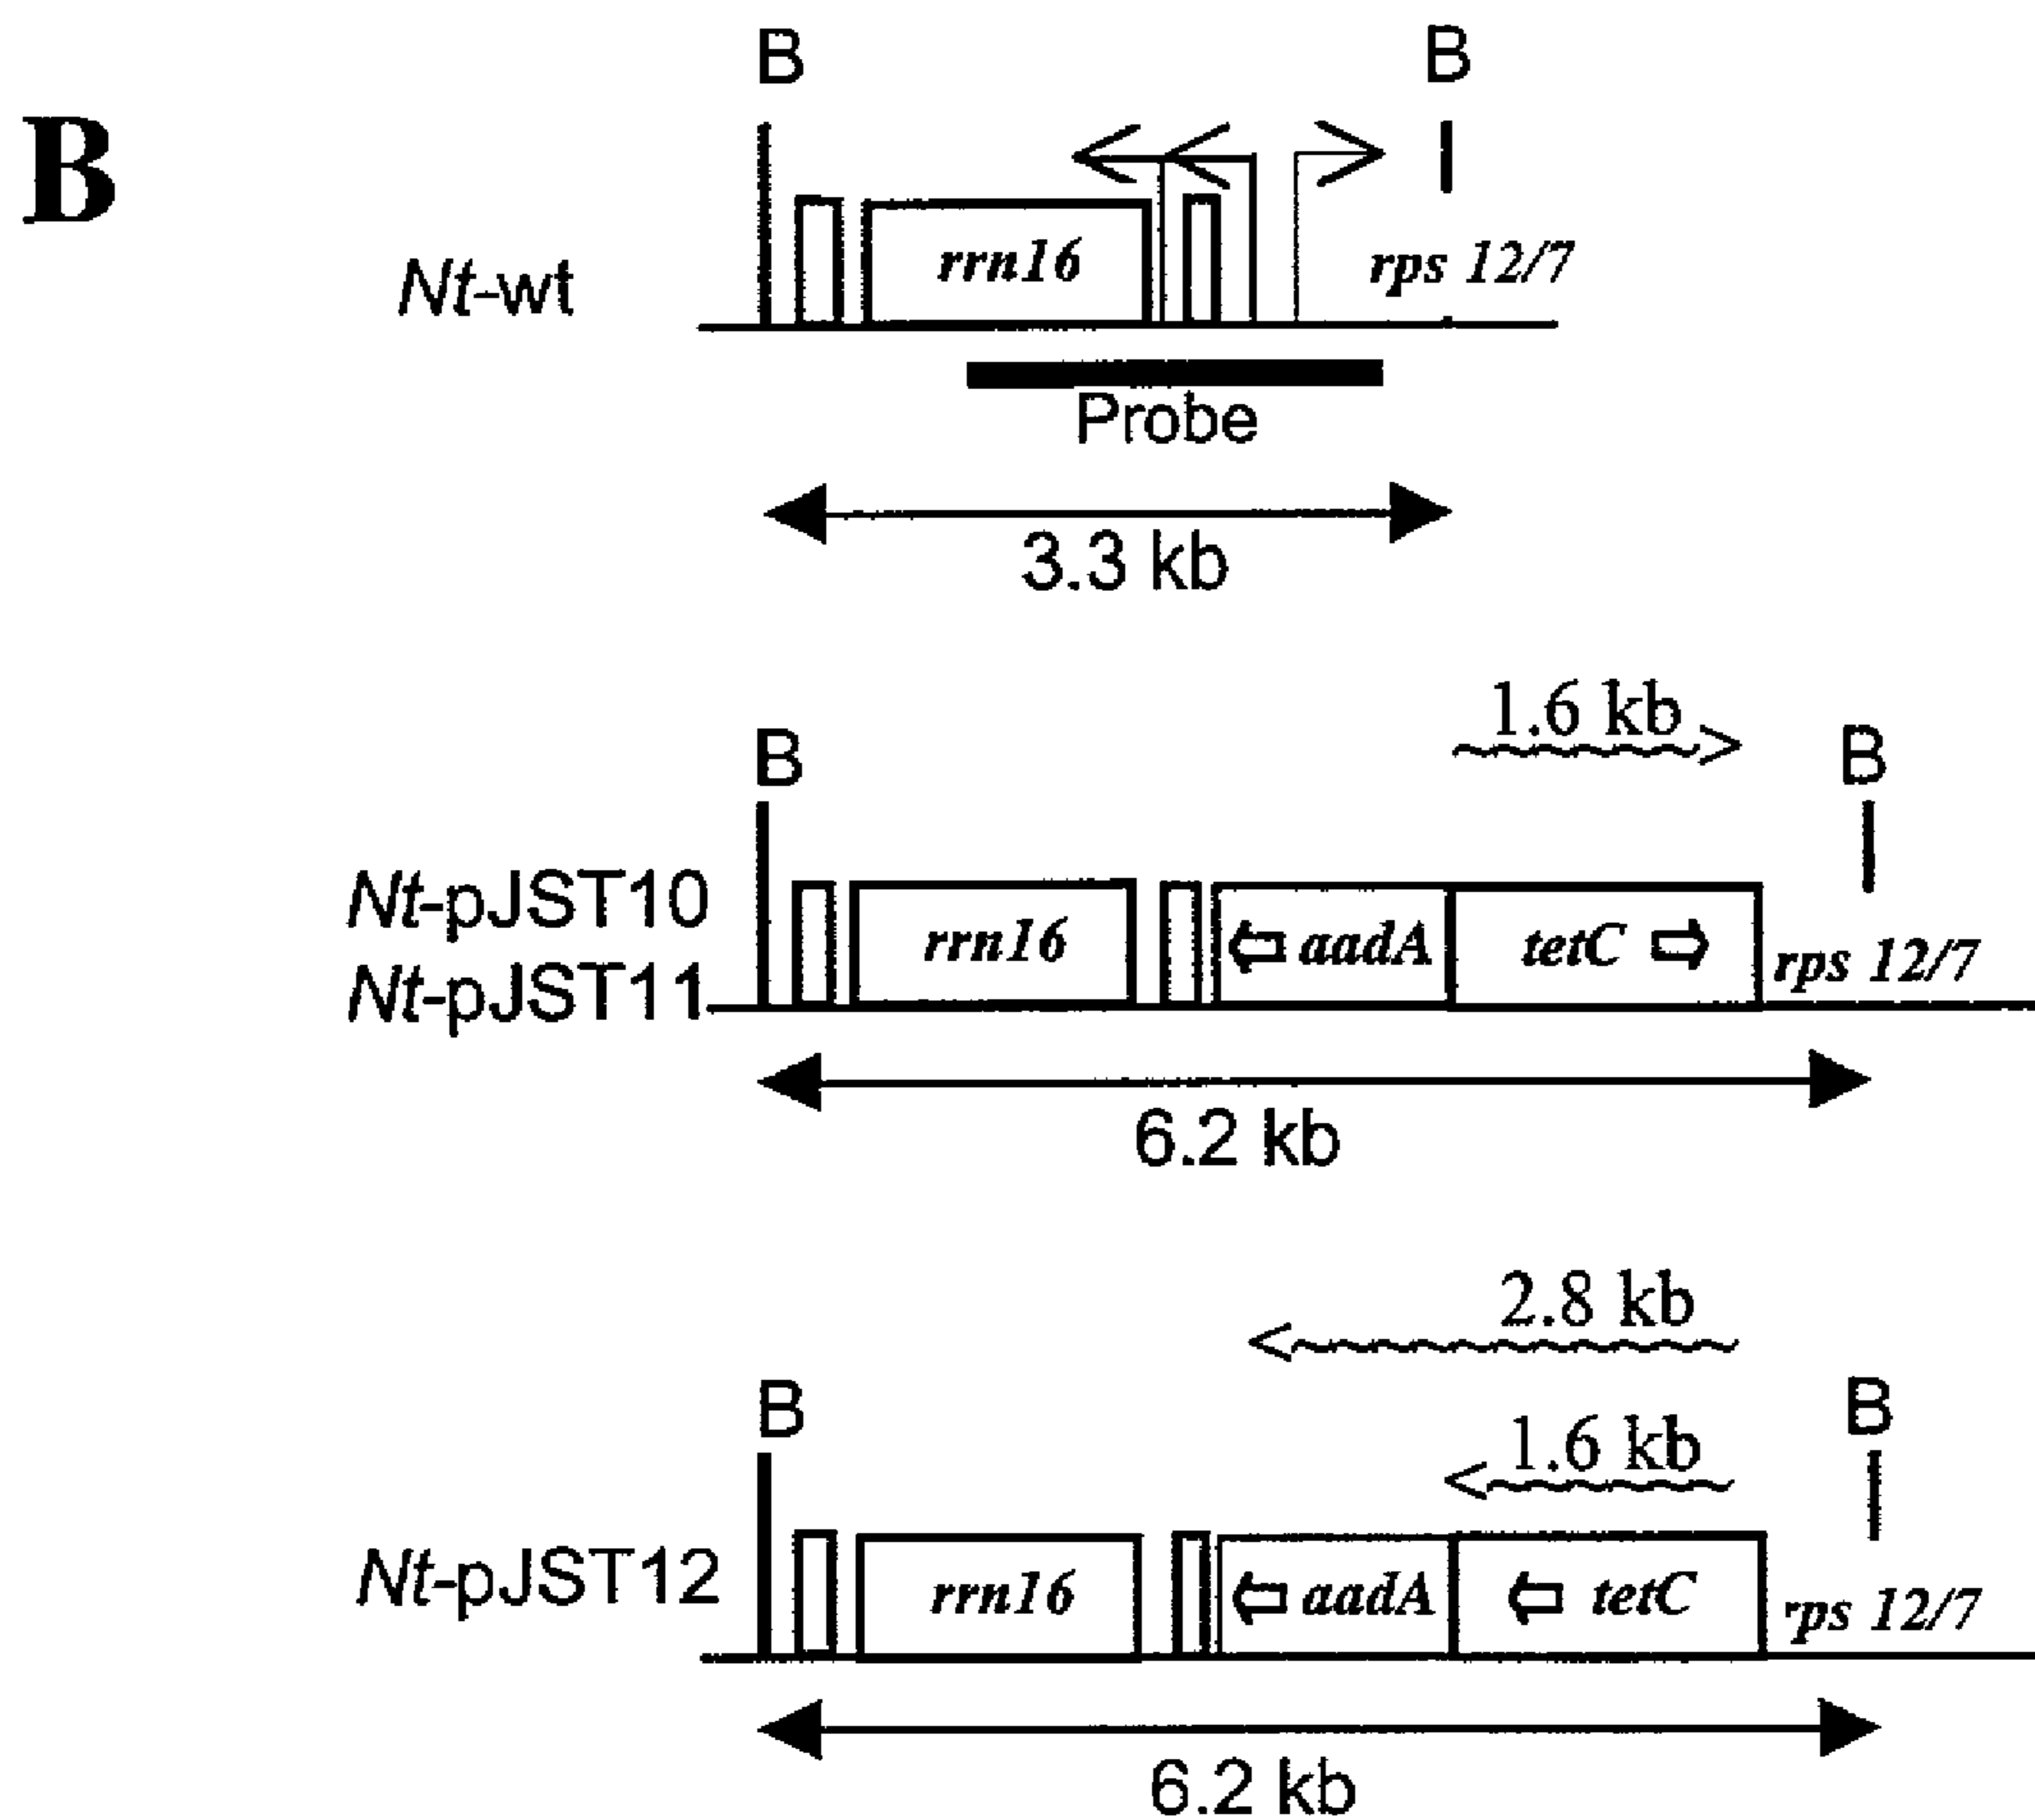 B
B B
Nt-wt
rrn16 rps 12/7
Probe
3.3 kb
1.6 kb
B B
Nt-pJST10
Nt-pJST11
rrn16 aadA tetC rps 12/7
6.2 kb
2.8 kb
B B
1.6 kb
Nt-pJST12
rrn16 aadA tetC rps 12/7
6.2 kb